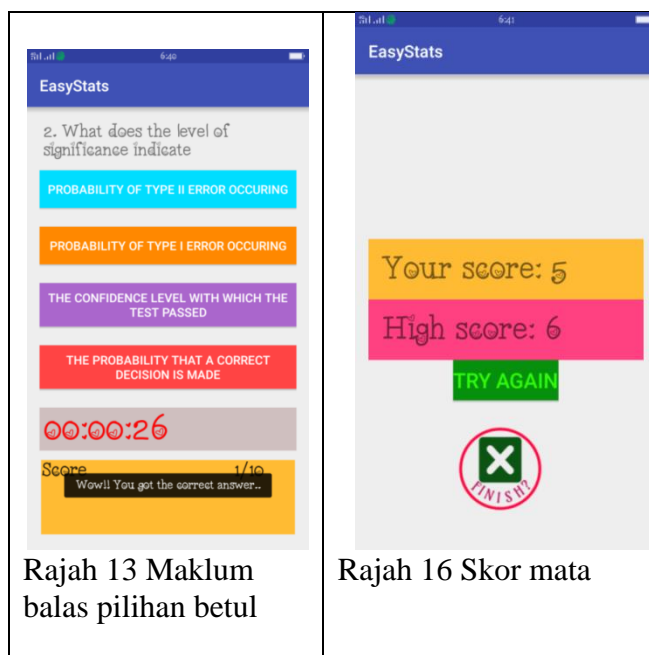 6:40
EasyStats
2. What does the level of
significance indicate
PROBABILITY OF TYPE II ERROR OCCURING
PROBABILITY OF TYPE I ERROR OCCURING
THE CONFIDENCE LEVEL WITH WHICH THE
TEST PASSED
THE PROBABILITY THAT A CORRECT
DECISION IS MADE
00:00:26
Score 1/10
Wow!! You got the correct answer..
Rajah 13 Maklum
balas pilihan betul
6:41
EasyStats
Your score: 5
High score: 6
TRY AGAIN
FINISH?
Rajah 16 Skor mata